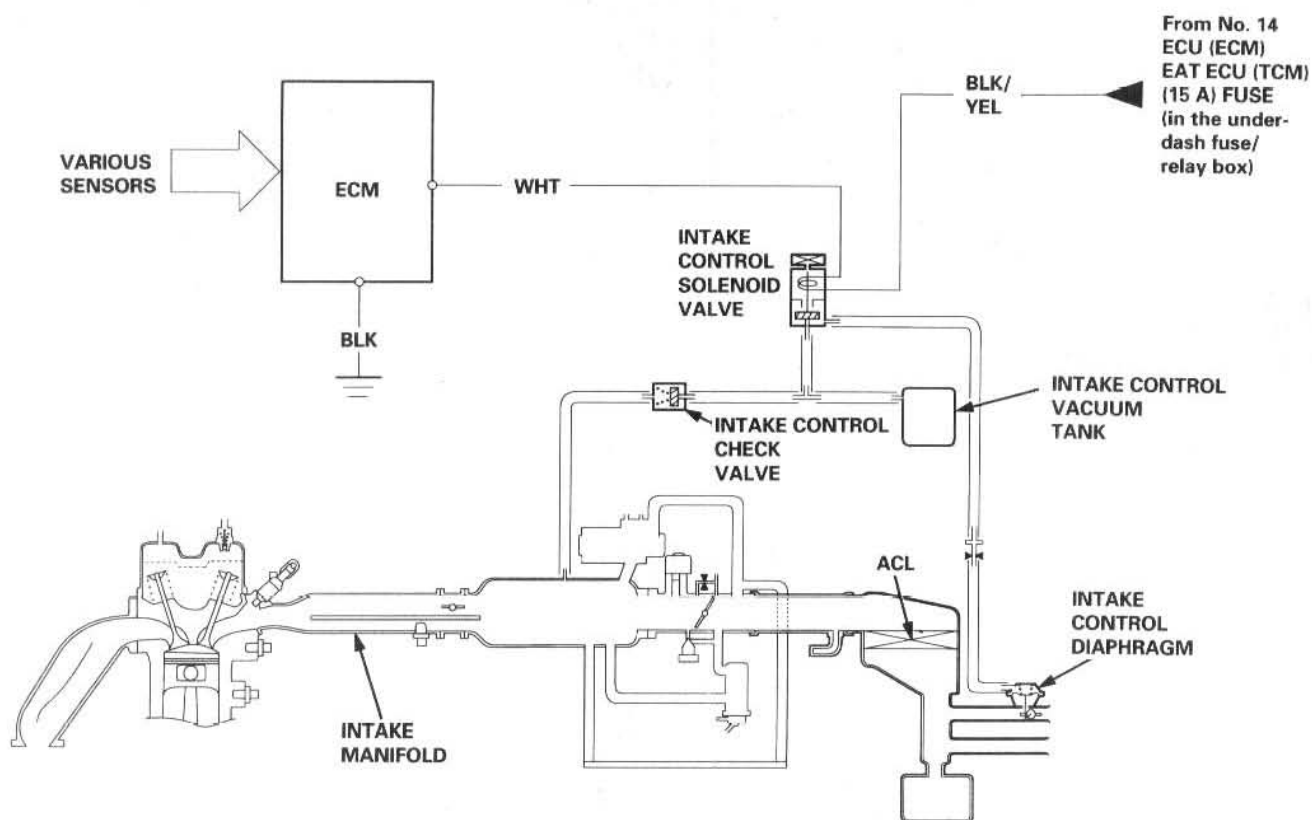 From No. 14
ECU (ECM)
EAT ECU (TCM)
(15 A) FUSE
(in the under-
dash fuse/
relay box)
BLK/
YEL
VARIOUS
SENSORS
ECM
WHT
BLK
INTAKE
CONTROL
SOLENOID
VALVE
INTAKE CONTROL
VACUUM
TANK
INTAKE CONTROL
CHECK
VALVE
ACL
INTAKE
CONTROL
DIAPHRAGM
INTAKE
MANIFOLD